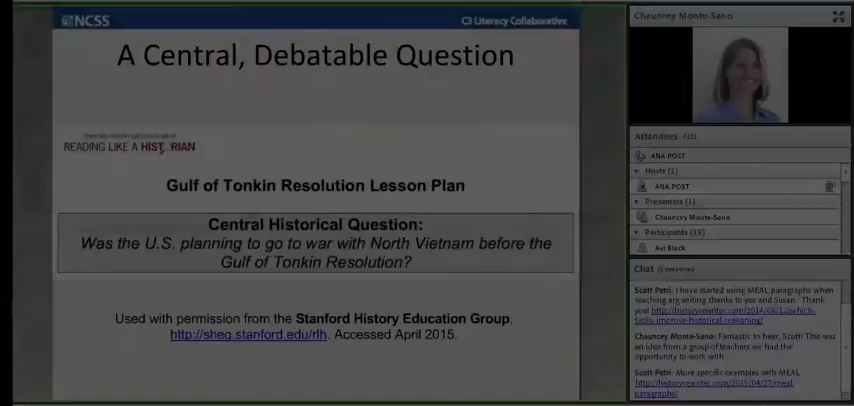 NCSS
C3 Literacy Collaborative
A Central, Debatable Question
READING LIKE A HISTORIAN
Gulf of Tonkin Resolution Lesson Plan
Central Historical Question:
Was the U.S. planning to go to war with North Vietnam before the
Gulf of Tonkin Resolution?
Used with permission from the Stanford History Education Group,
http://sheg.stanford.edu/rlh. Accessed April 2015.
Chauncey Monte-Sano
Attendees
ANA POST
Hosts (1)
ANA POST
Presenters (1)
Chauncey Monte-Sano
Participants (19)
Avi Black
Chat (Everyone)
Scott Petri: I have started using MEAL paragraphs when
teaching arg writing thanks to you and Susan. Thank
you! http://historyrewriter.com/2014/08/12/which-
tasks-improve-historical-reasoning/
Chauncey Monte-Sano: Fantastic to hear, Scott! This was
an idea from a group of teachers we had the
opportunity to work with
Scott Petri: More specific examples with MEAL
http://historyrewriter.com/2015/04/27/meal-
paragraphs/